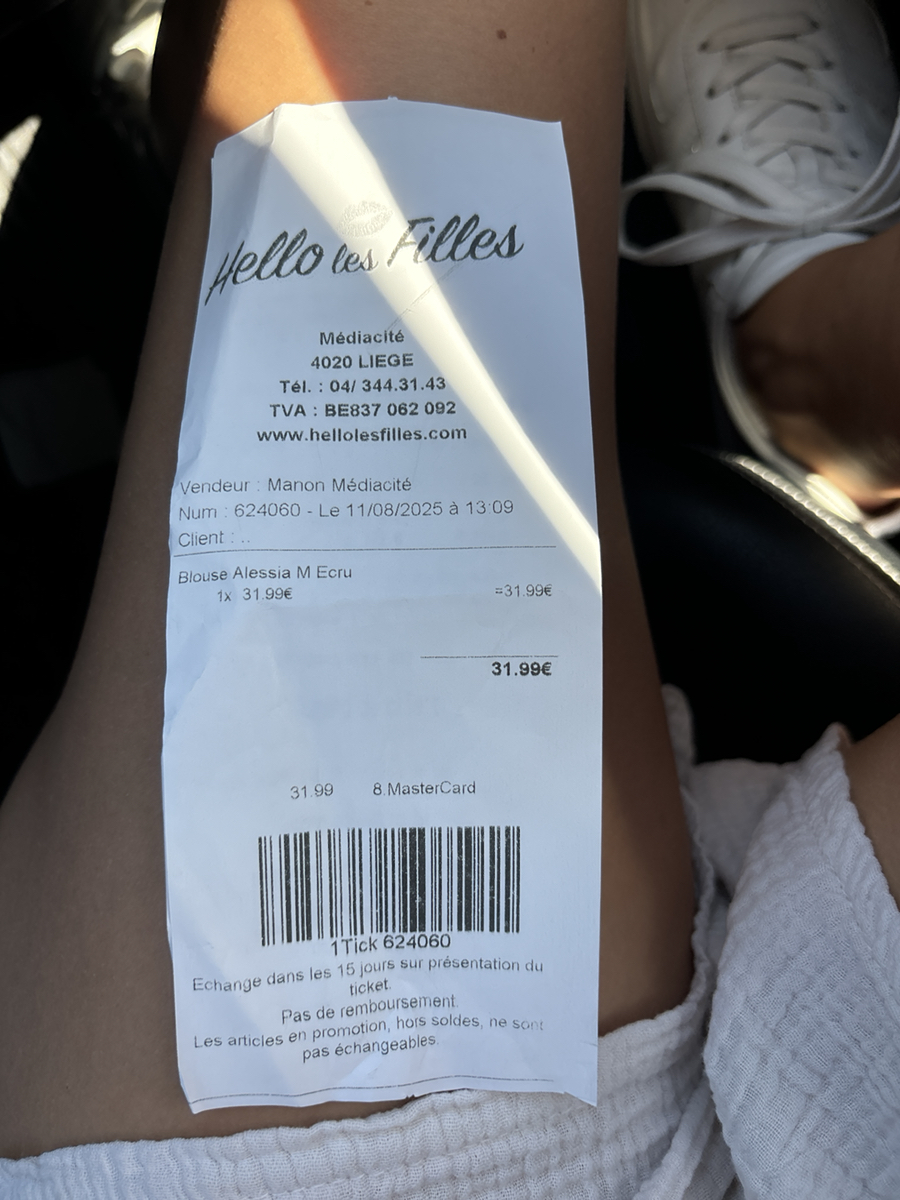 Hello les Filles
Médiacité
4020 LIEGE
Tél. : 04/ 344.31.43
TVA : BE837 062 092
www.hellolesfilles.com
Vendeur : Manon Médiacité
Num : 624060 - Le 11/08/2025 à 13:09
Client : ..
Blouse Alessia M Ecru
1x 31.99€ =31.99€
31.99€
31.99 8.MasterCard
1Tick 624060
Echange dans les 15 jours sur présentation du
ticket.
Pas de remboursement.
Les articles en promotion, hors soldes, ne sont
pas échangeables.